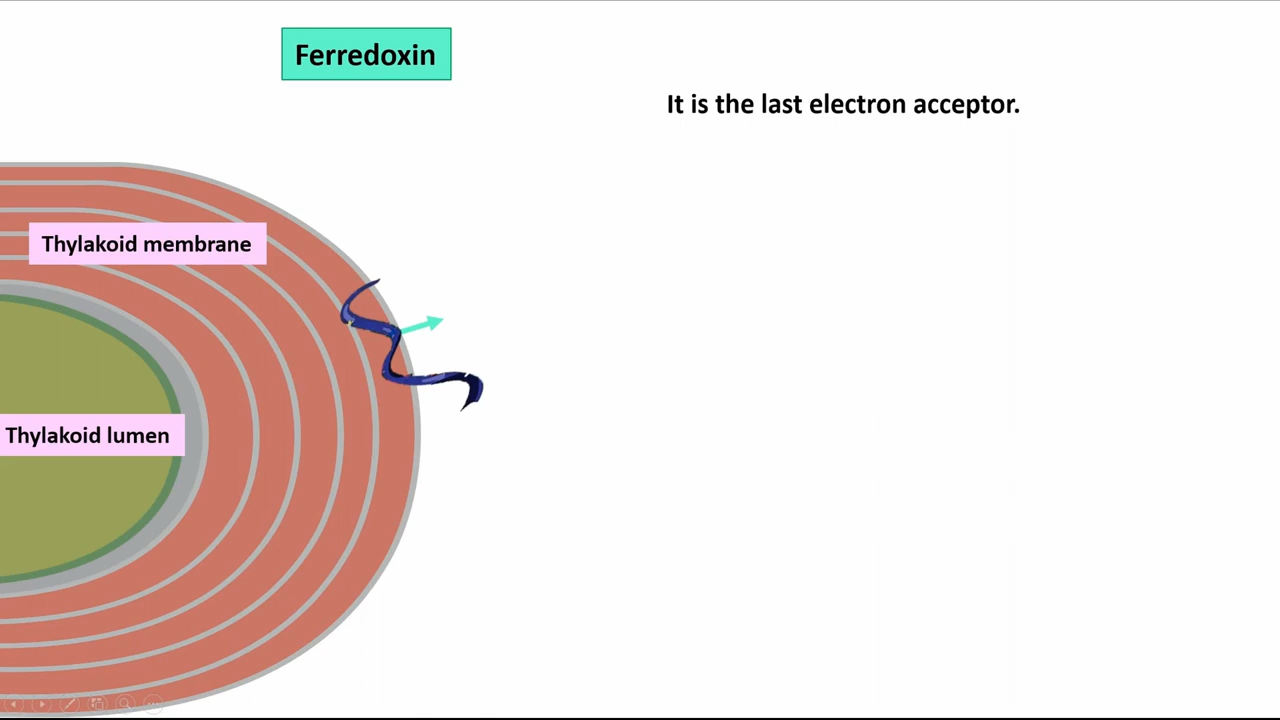 Ferredoxin
It is the last electron acceptor.
Thylakoid membrane
Thylakoid lumen